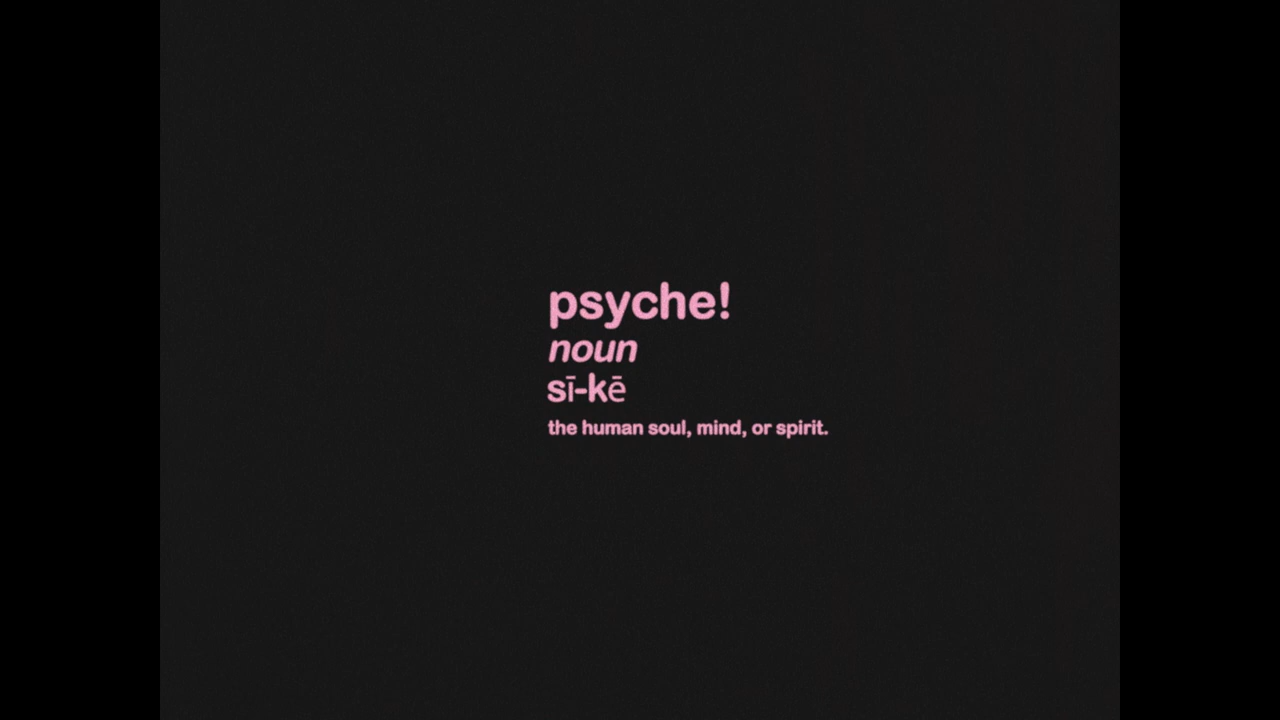 psyche!
noun
sī-kē
the human soul, mind, or spirit.